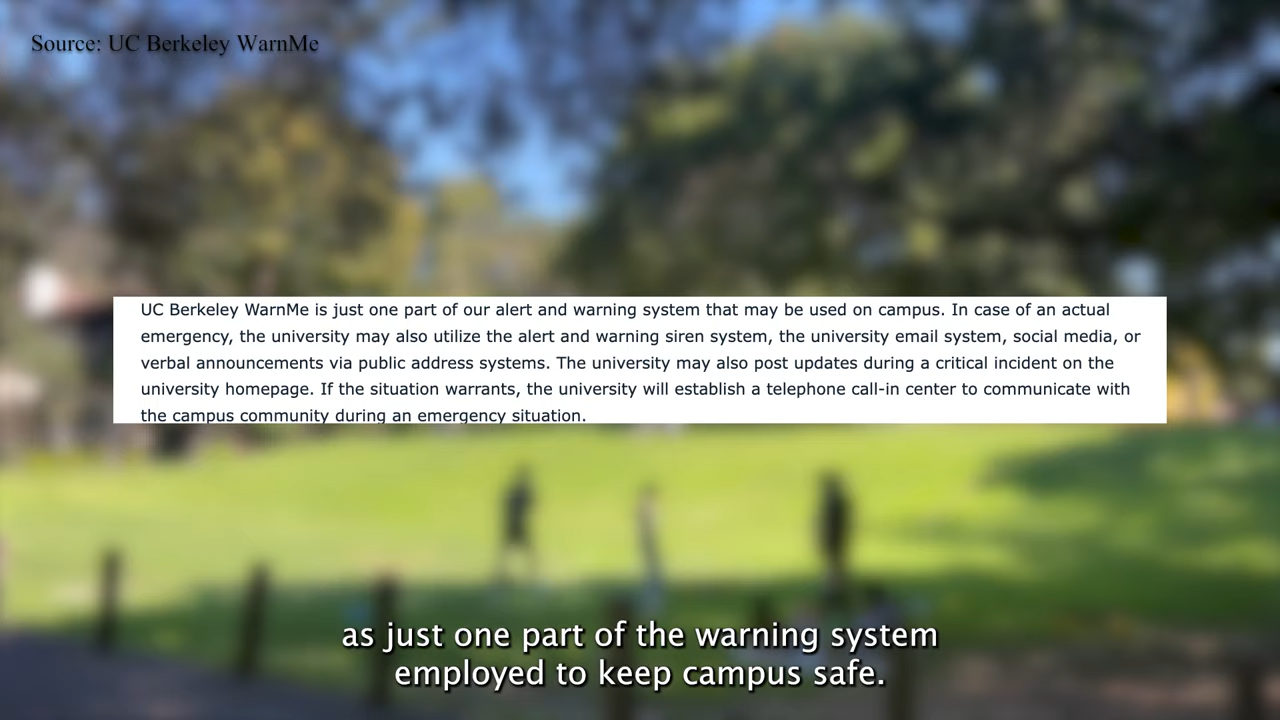 Source: UC Berkeley WarnMe
UC Berkeley WarnMe is just one part of our alert and warning system that may be used on campus. In case of an actual
emergency, the university may also utilize the alert and warning siren system, the university email system, social media, or
verbal announcements via public address systems. The university may also post updates during a critical incident on the
university homepage. If the situation warrants, the university will establish a telephone call-in center to communicate with
the campus community during an emergency situation.
as just one part of the warning system
employed to keep campus safe.